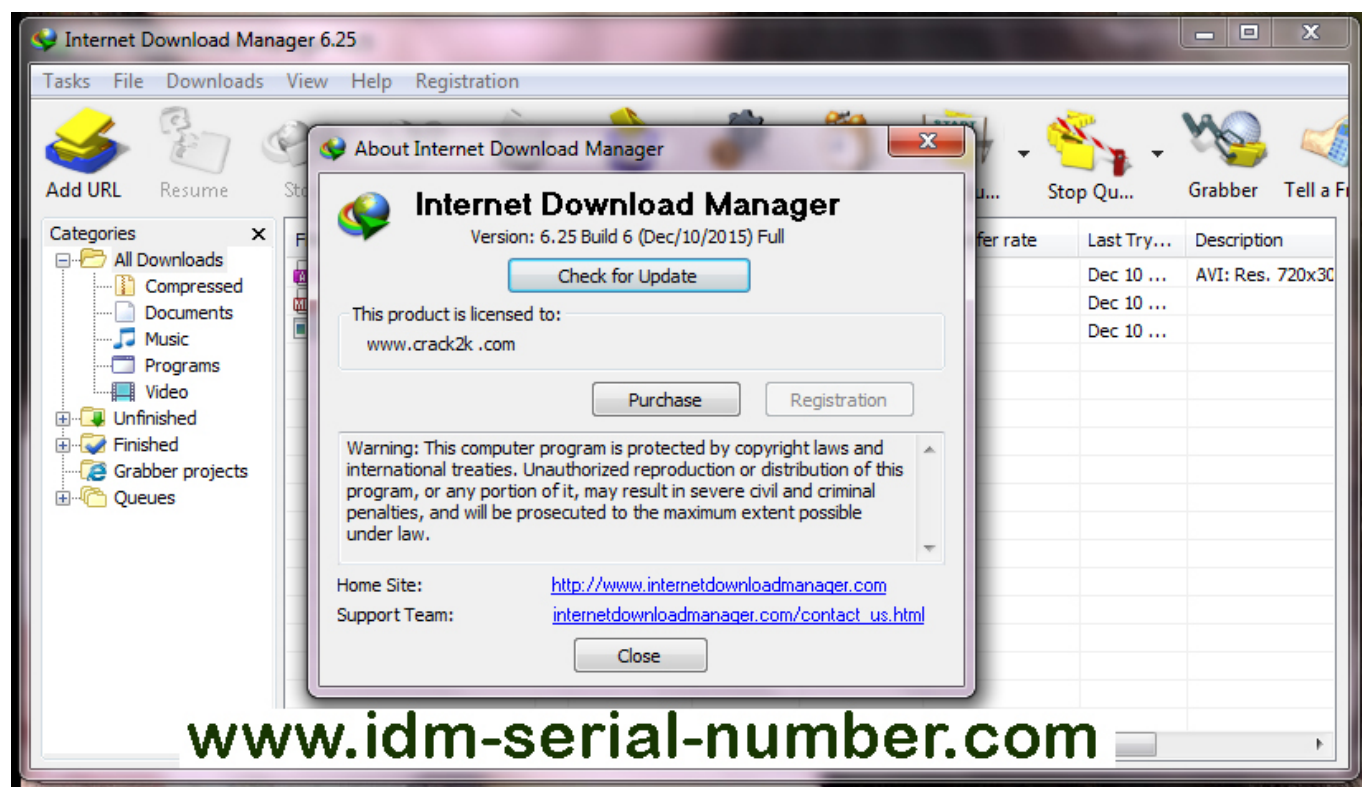 Internet Download Manager 6.25
Tasks File Downloads View Help Registration
Add URL Resume Stop Qu... Grabber Tell a
About Internet Download Manager
Internet Download Manager
Version: 6.25 Build 6 (Dec/10/2015) Full
Check for Update
This product is licensed to:
www.crack2k .com
Purchase Registration
Warning: This computer program is protected by copyright laws and
international treaties. Unauthorized reproduction or distribution of this
program, or any portion of it, may result in severe civil and criminal
penalties, and will be prosecuted to the maximum extent possible
under law.
Home Site: http://www.internetdownloadmanager.com
Support Team: internetdownloadmanager.com/contact_us.html
Close
Categories
All Downloads
Compressed
Documents
Music
Programs
Video
Unfinished
Finished
Grabber projects
Queues
fer rate Last Try... Description
Dec 10 ... AVI: Res. 720x30
Dec 10 ...
Dec 10 ...
www.idm-serial-number.com